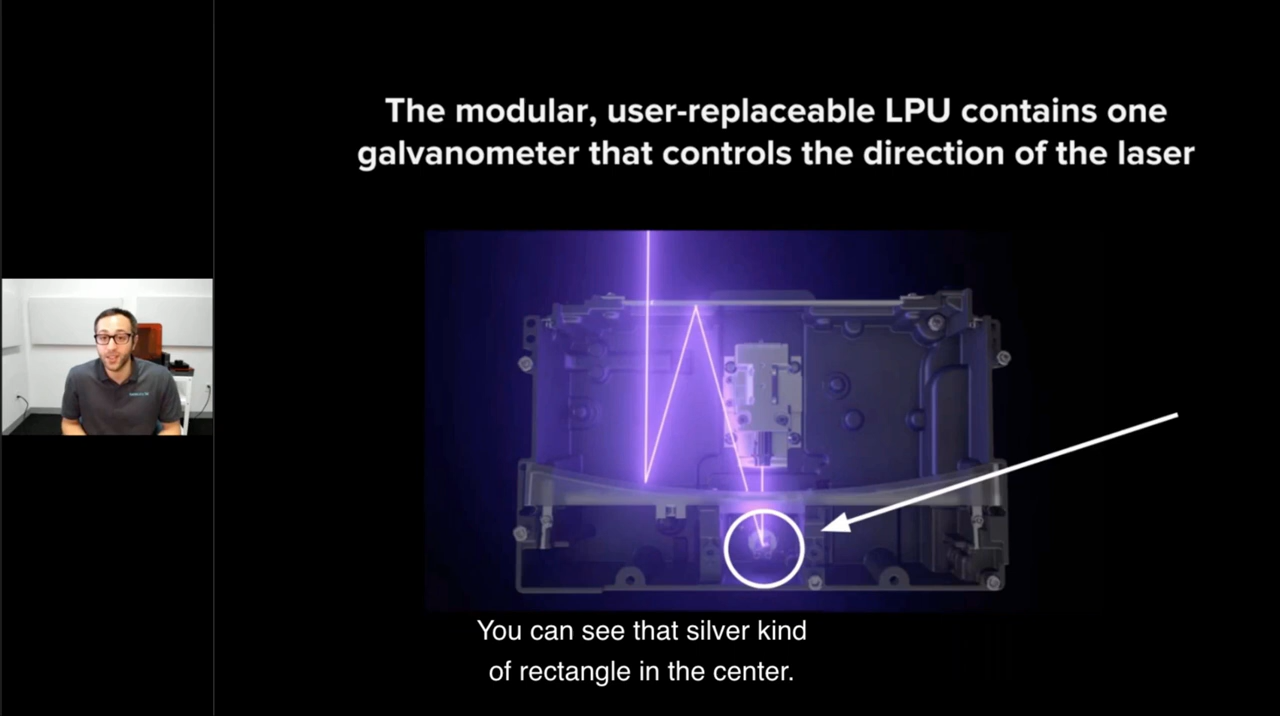 The modular, user-replaceable LPU contains one
galvanometer that controls the direction of the laser
You can see that silver kind
of rectangle in the center.